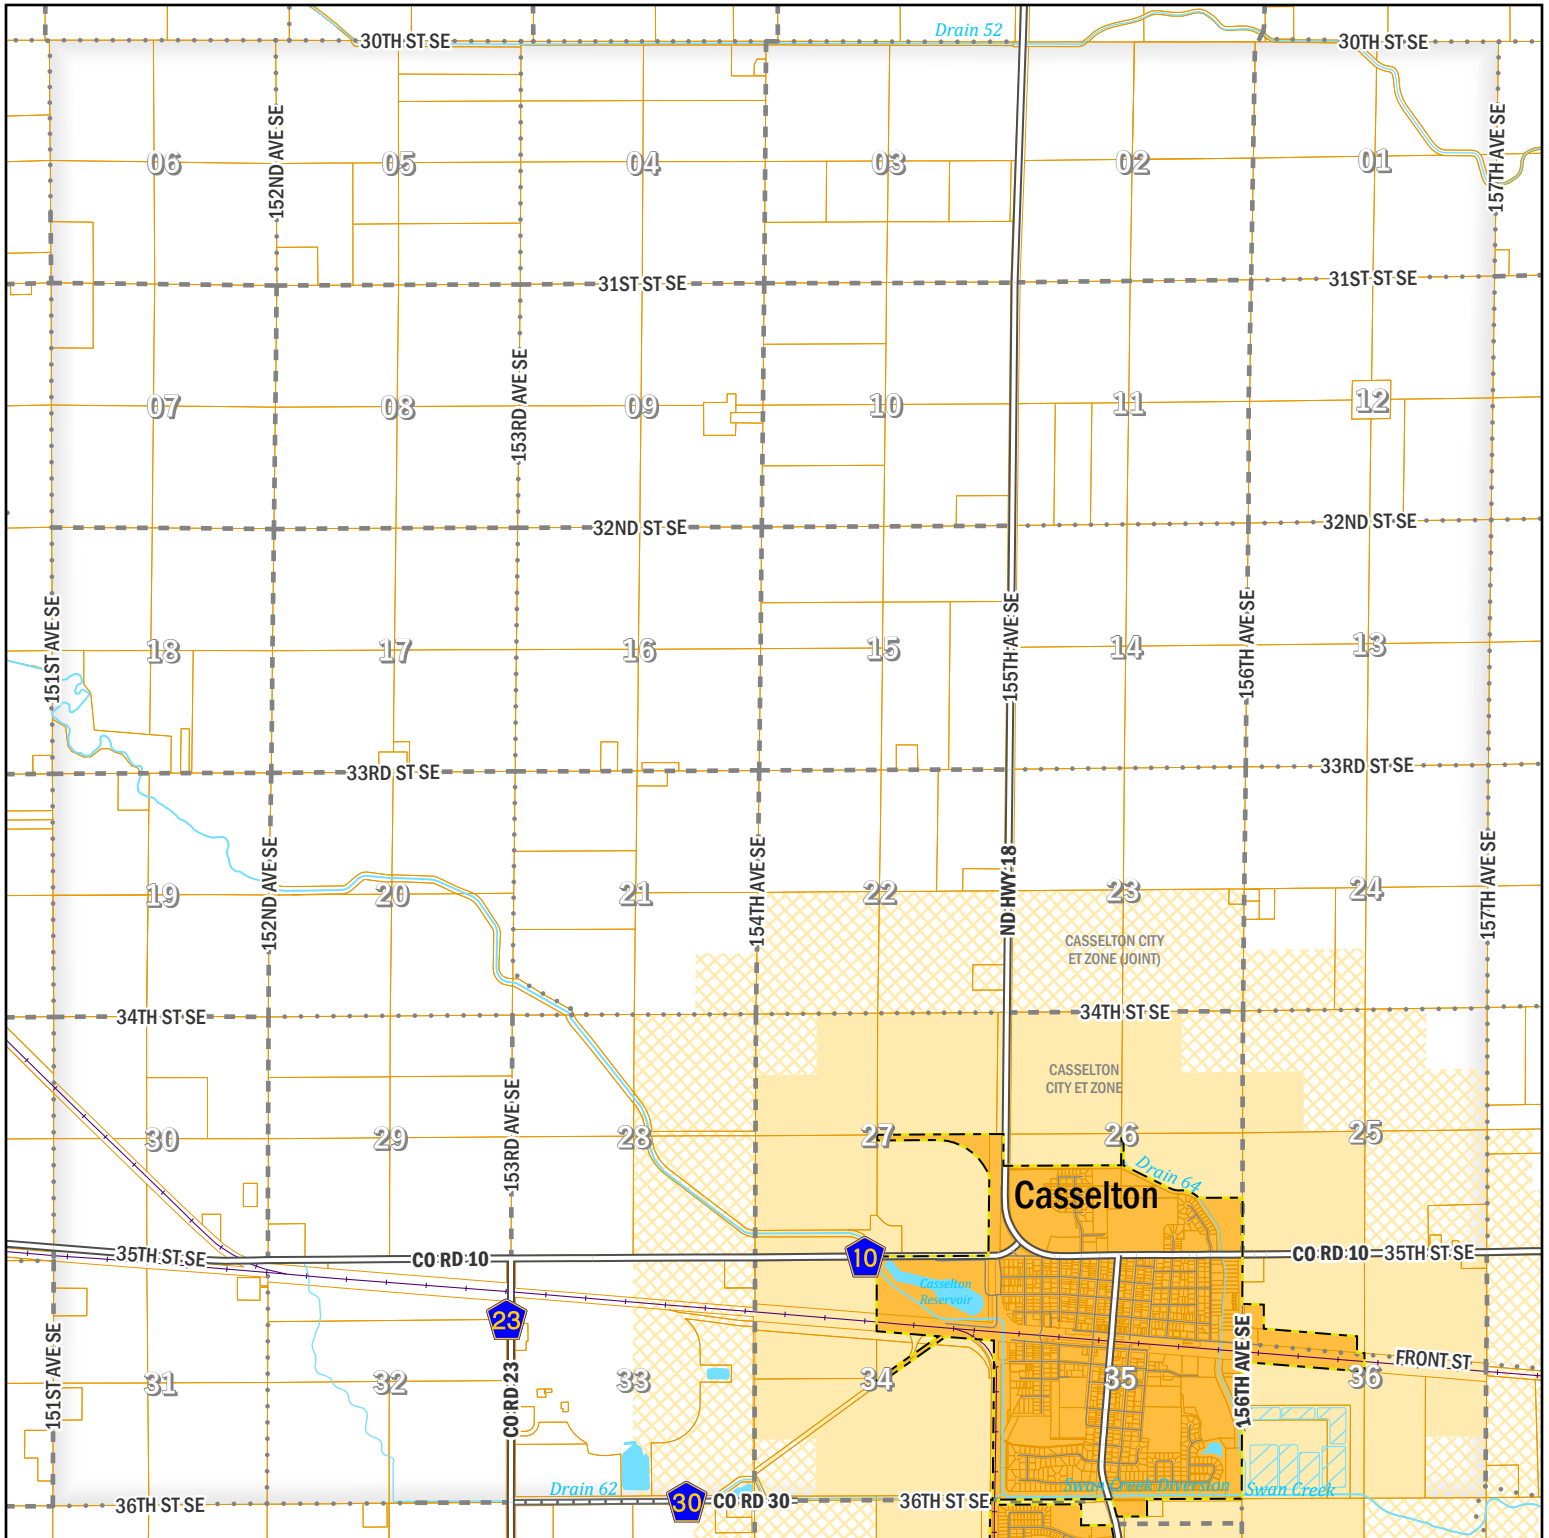 Drain 52
30TH ST SE
30TH ST SE
152ND AVE SE
157TH AVE SE
06
05
04
03
02
01
31ST ST SE
31ST ST SE
153RD AVE SE
07
08
09
10
11
12
32ND ST SE
32ND ST SE
151ST AVE SE
155TH AVE SE
156TH AVE SE
18
17
16
15
14
13
33RD ST SE
33RD ST SE
152ND AVE SE
154TH AVE SE
ND HWY 18
157TH AVE SE
19
20
21
22
23
24
CASSELTON CITY
ET ZONE (JOINT)
34TH ST SE
34TH ST SE
CASSELTON
CITY ET ZONE
153RD AVE SE
30
29
28
27
26
25
Drain 64
Casselton
35TH ST SE
CO RD 10
10
CO RD 10
35TH ST SE
Casselton
Reservoir
23
151ST AVE SE
CO RD 23
156TH AVE SE
FRONT ST
31
32
33
34
35
36
Drain 62
Swan Creek Diversion
Swan Creek
36TH ST SE
30
CO RD 30
36TH ST SE